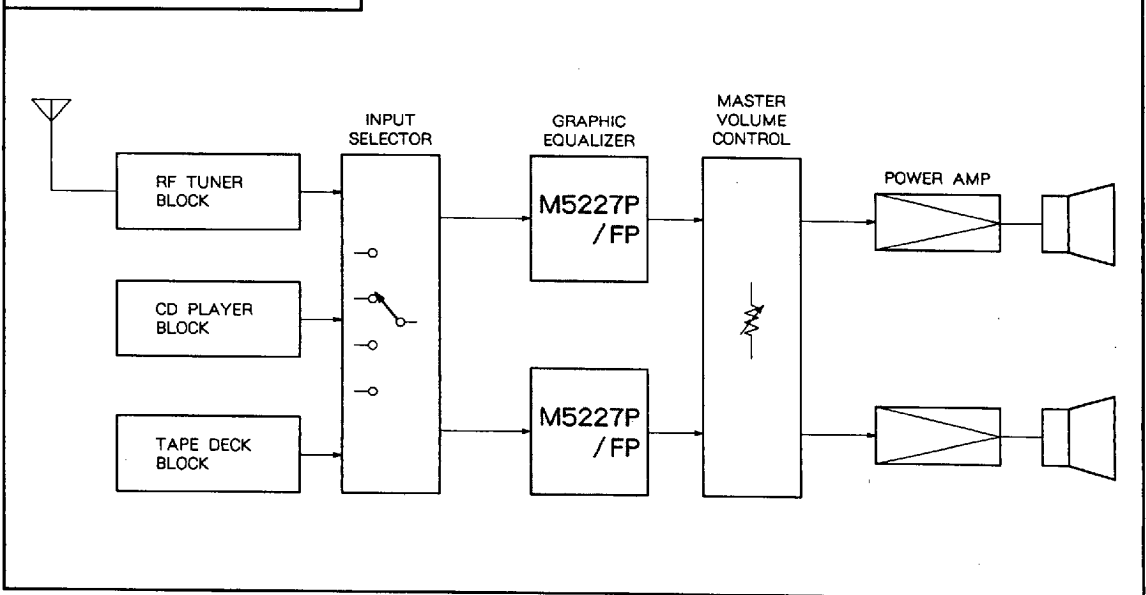 INPUT
SELECTOR
GRAPHIC
EQUALIZER
MASTER
VOLUME
CONTROL
POWER AMP
RF TUNER
BLOCK
CD PLAYER
BLOCK
TAPE DECK
BLOCK
M5227P
/FP
M5227P
/FP